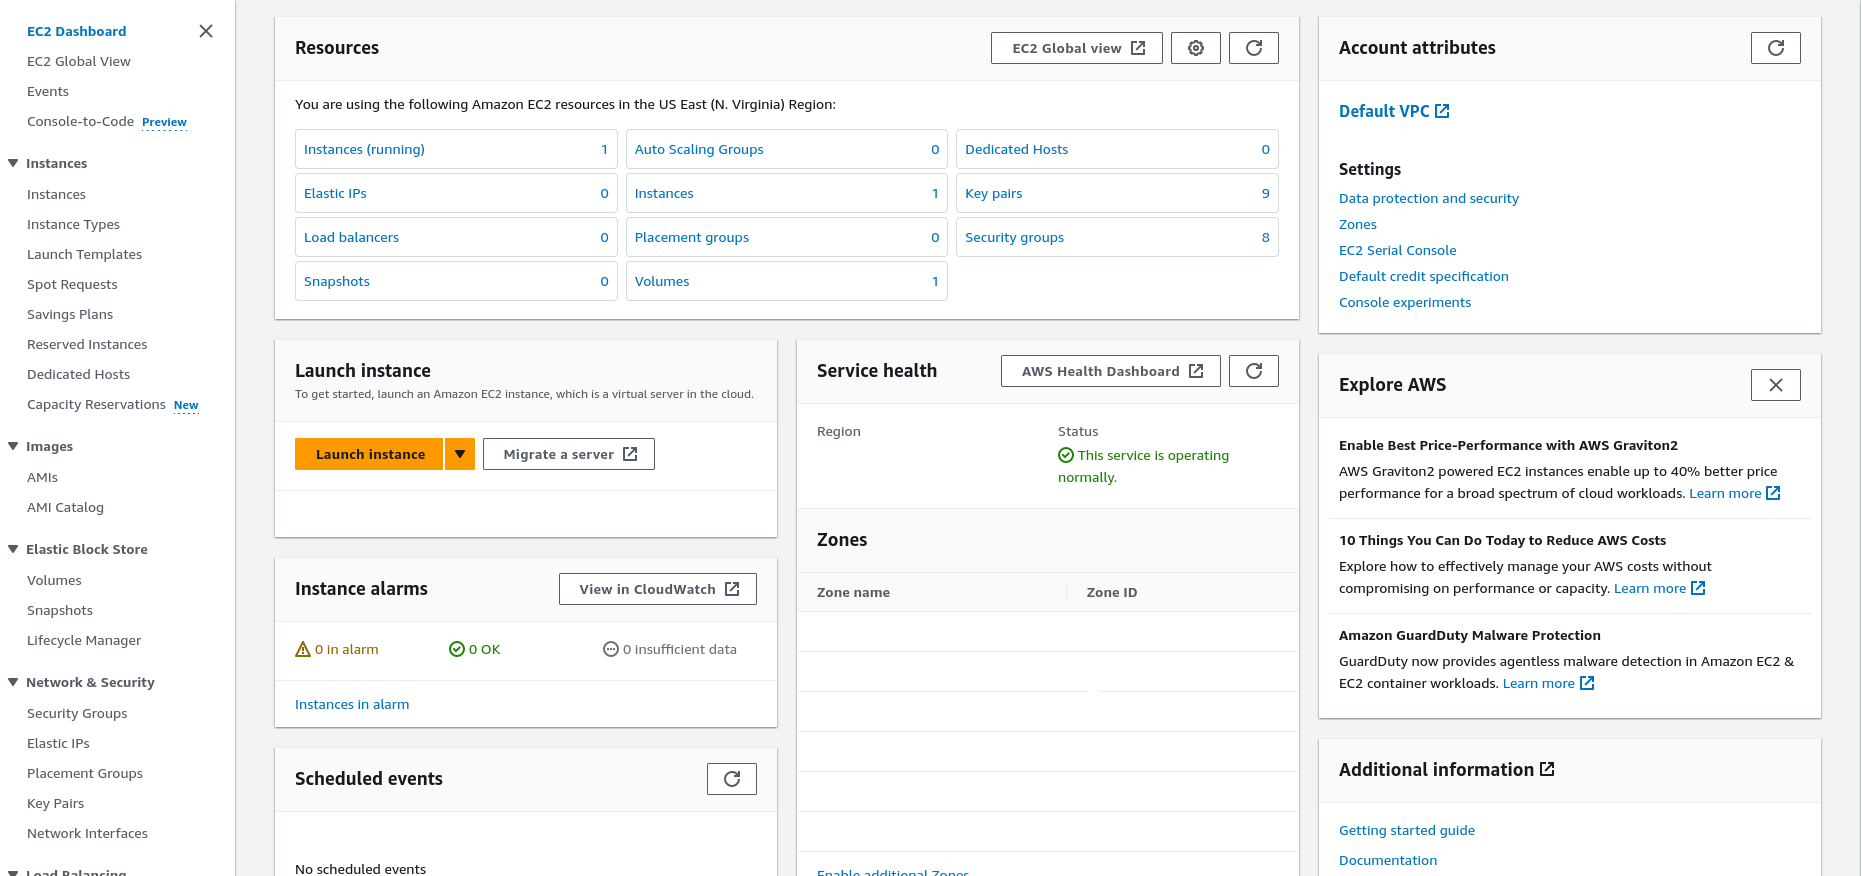 EC2 Dashboard
EC2 Global View
Events
Console-to-Code Preview
Instances
Instances
Instance Types
Launch Templates
Spot Requests
Savings Plans
Reserved Instances
Dedicated Hosts
Capacity Reservations New
Images
AMIs
AMI Catalog
Elastic Block Store
Volumes
Snapshots
Lifecycle Manager
Network & Security
Security Groups
Elastic IPs
Placement Groups
Key Pairs
Network Interfaces
Load Balancing
Resources
EC2 Global view
You are using the following Amazon EC2 resources in the US East (N. Virginia) Region:
Instances (running) 1
Auto Scaling Groups 0
Dedicated Hosts 0
Elastic IPs 0
Instances 1
Key pairs 9
Load balancers 0
Placement groups 0
Security groups 8
Snapshots 0
Volumes 1
Launch instance
To get started, launch an Amazon EC2 instance, which is a virtual server in the cloud.
Launch instance
Migrate a server
Instance alarms
View in CloudWatch
0 in alarm
0 OK
0 insufficient data
Instances in alarm
Scheduled events
No scheduled events
Service health
AWS Health Dashboard
Region
Status
This service is operating
normally.
Zones
Zone name
Zone ID
Enable additional Zones
Account attributes
Default VPC
Settings
Data protection and security
Zones
EC2 Serial Console
Default credit specification
Console experiments
Explore AWS
Enable Best Price-Performance with AWS Graviton2
AWS Graviton2 powered EC2 instances enable up to 40% better price
performance for a broad spectrum of cloud workloads. Learn more
10 Things You Can Do Today to Reduce AWS Costs
Explore how to effectively manage your AWS costs without
compromising on performance or capacity. Learn more
Amazon GuardDuty Malware Protection
GuardDuty now provides agentless malware detection in Amazon EC2 &
EC2 container workloads. Learn more
Additional information
Getting started guide
Documentation